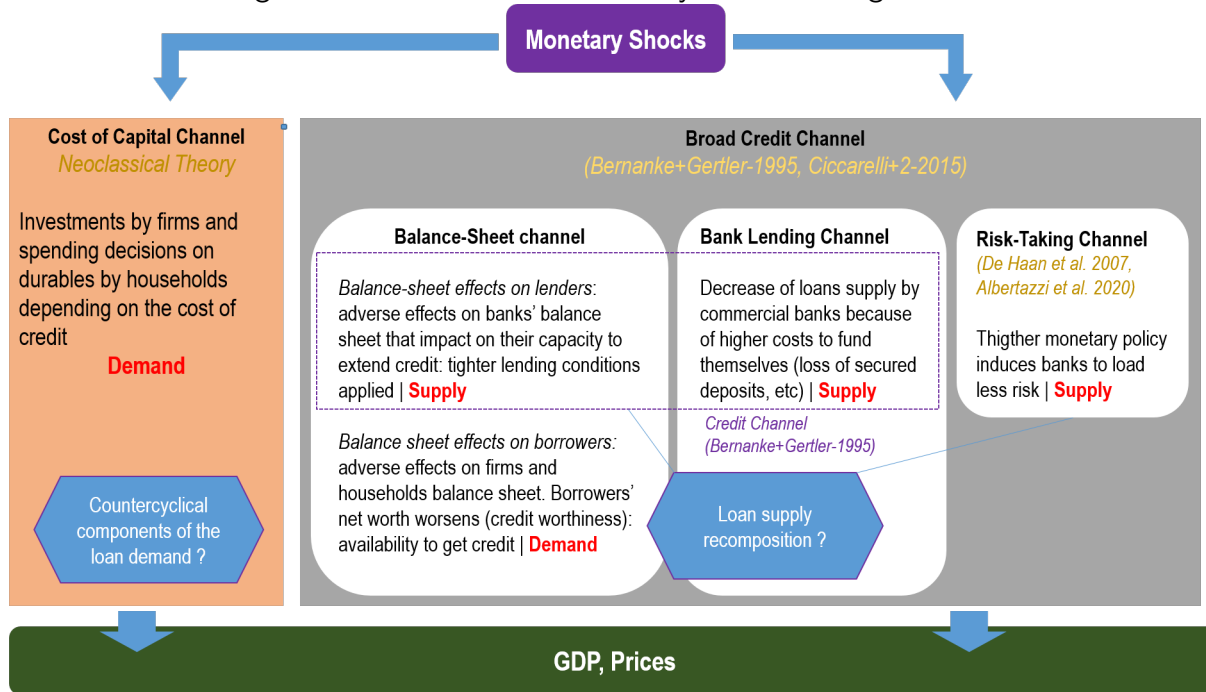 Monetary Shocks
Cost of Capital Channel
Neoclassical Theory
Investments by firms and
spending decisions on
durables by households
depending on the cost of
credit
Demand
Countercyclical
components of the
loan demand ?
Broad Credit Channel
(Bernanke+Gertler-1995, Ciccarelli+2-2015)
Balance-Sheet channel
Balance-sheet effects on lenders:
adverse effects on banks' balance
sheet that impact on their capacity to
extend credit: tighter lending conditions
applied | Supply
Balance sheet effects on borrowers:
adverse effects on firms and
households balance sheet. Borrowers'
net worth worsens (credit worthiness):
availability to get credit | Demand
Bank Lending Channel
Decrease of loans supply by
commercial banks because
of higher costs to fund
themselves (loss of secured
deposits, etc) | Supply
Credit Channel
(Bernanke+Gertler-1995)
Loan supply
recomposition ?
Risk-Taking Channel
(De Haan et al. 2007,
Albertazzi et al. 2020)
Thigther monetary policy
induces banks to load
less risk | Supply
GDP, Prices